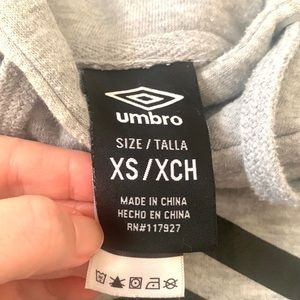 umbro
SIZE / TALLA
XS/XCH
MADE IN CHINA
HECHO EN CHINA
RN#117927